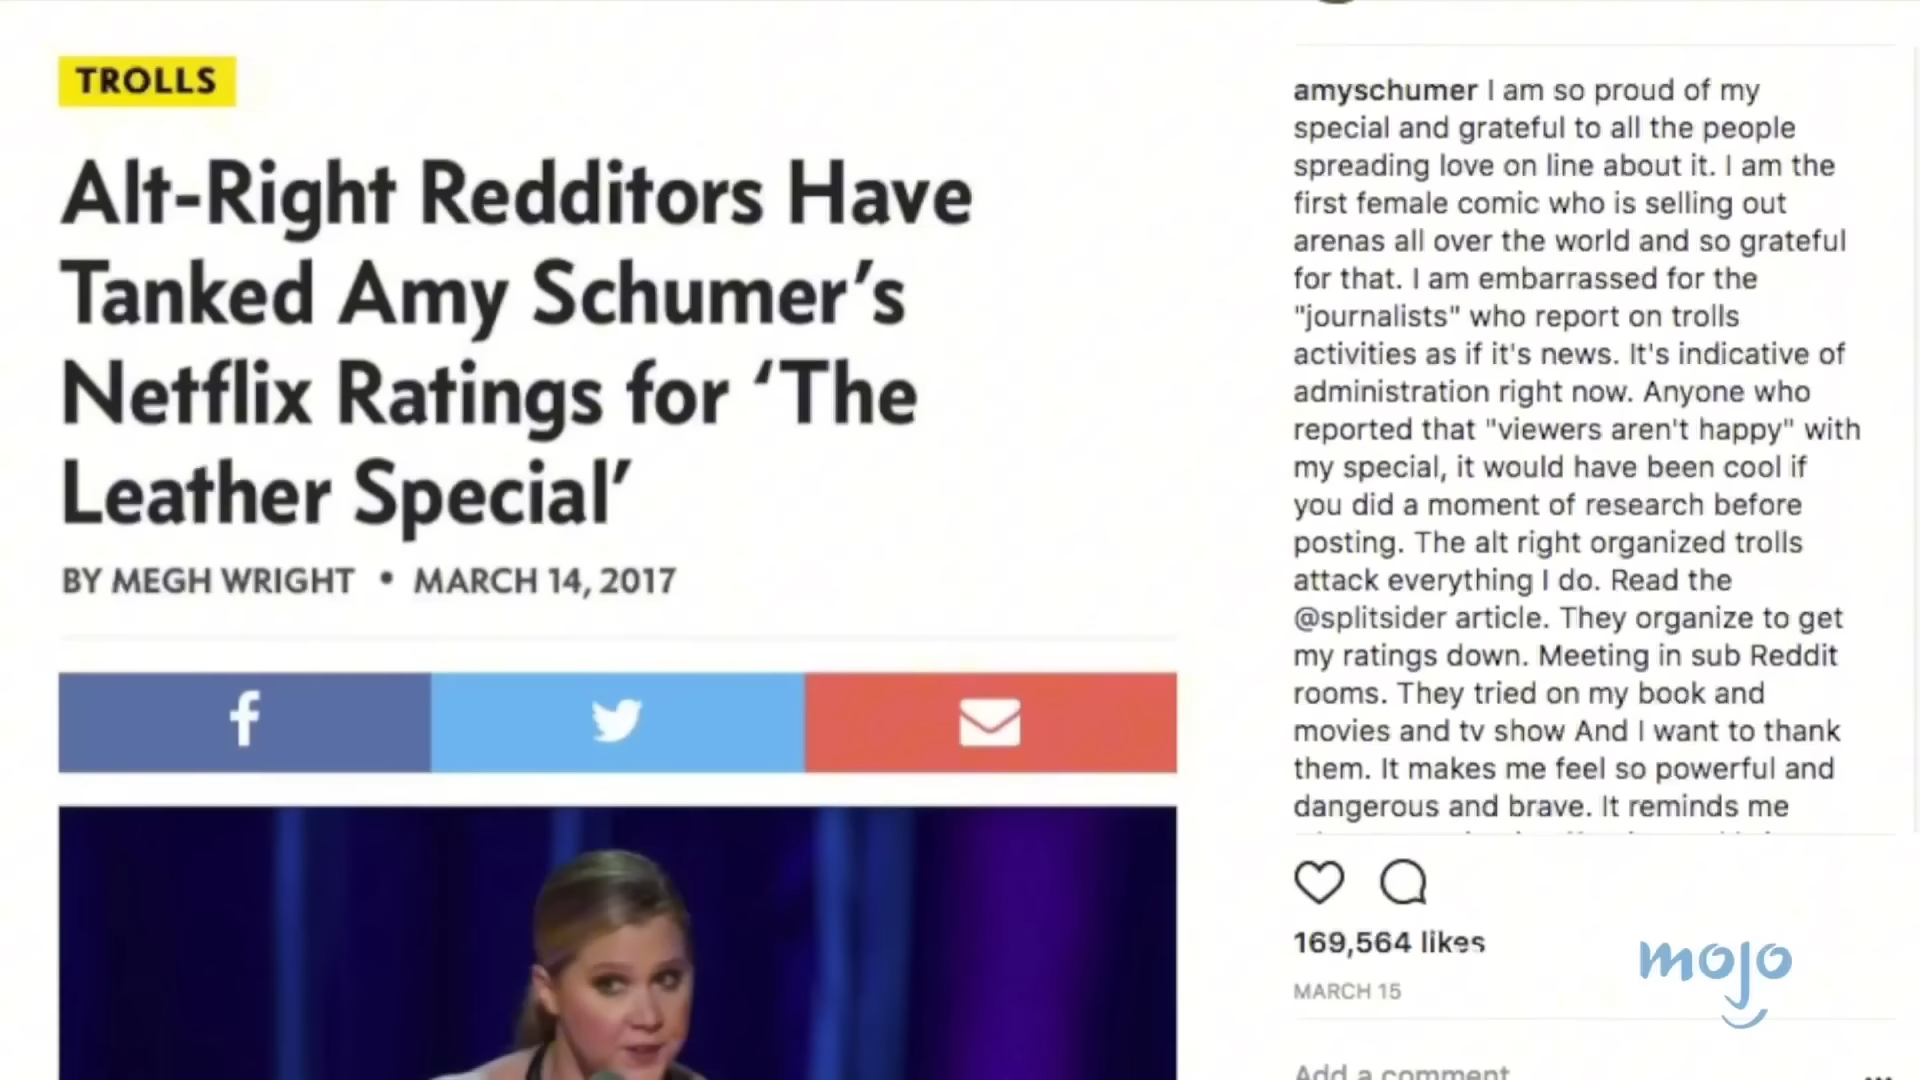 TROLLS
Alt-Right Redditors Have
Tanked Amy Schumer's
Netflix Ratings for ‘The
Leather Special’
BY MEGH WRIGHT • MARCH 14, 2017
amyschumer I am so proud of my
special and grateful to all the people
spreading love on line about it. I am the
first female comic who is selling out
arenas all over the world and so grateful
for that. I am embarrassed for the
"journalists" who report on trolls
activities as if it's news. It's indicative of
administration right now. Anyone who
reported that "viewers aren't happy" with
my special, it would have been cool if
you did a moment of research before
posting. The alt right organized trolls
attack everything I do. Read the
@splitsider article. They organize to get
my ratings down. Meeting in sub Reddit
rooms. They tried on my book and
movies and tv show And I want to thank
them. It makes me feel so powerful and
dangerous and brave. It reminds me
169,564 likes
MARCH 15
Add a comment
mojo